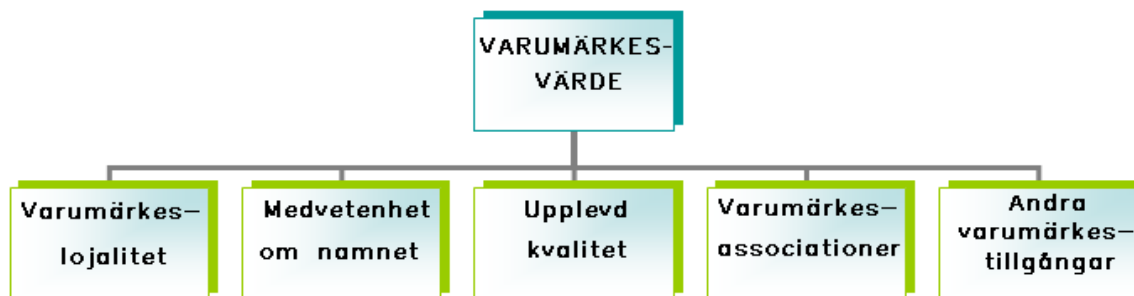 VARUMÄRKES-
VÄRDE
Varumärkes-
lojalitet
Medvetenhet
om namnet
Upplevd
kvalitet
Varumärkes-
associationer
Andra
varumärkes-
tillgångar